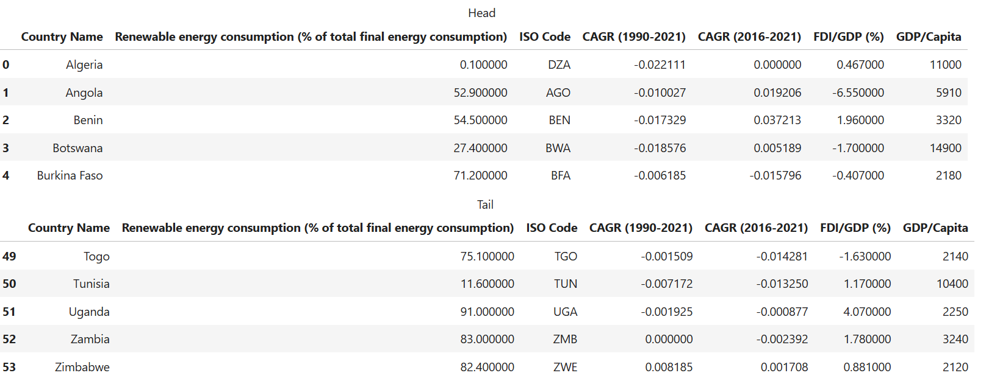 Head
Country Name Renewable energy consumption (% of total final energy consumption) ISO Code CAGR (1990-2021) CAGR (2016-2021) FDI/GDP (%) GDP/Capita
0 Algeria 0.100000 DZA -0.022111 0.000000 0.467000 11000
1 Angola 52.900000 AGO -0.010027 0.019206 -6.550000 5910
2 Benin 54.500000 BEN -0.017329 0.037213 1.960000 3320
3 Botswana 27.400000 BWA -0.018576 0.005189 -1.700000 14900
4 Burkina Faso 71.200000 BFA -0.006185 -0.015796 -0.407000 2180
Tail
Country Name Renewable energy consumption (% of total final energy consumption) ISO Code CAGR (1990-2021) CAGR (2016-2021) FDI/GDP (%) GDP/Capita
49 Togo 75.100000 TGO -0.001509 -0.014281 -1.630000 2140
50 Tunisia 11.600000 TUN -0.007172 -0.013250 1.170000 10400
51 Uganda 91.000000 UGA -0.001925 -0.000877 4.070000 2250
52 Zambia 83.000000 ZMB 0.000000 -0.002392 1.780000 3240
53 Zimbabwe 82.400000 ZWE 0.008185 0.001708 0.881000 2120